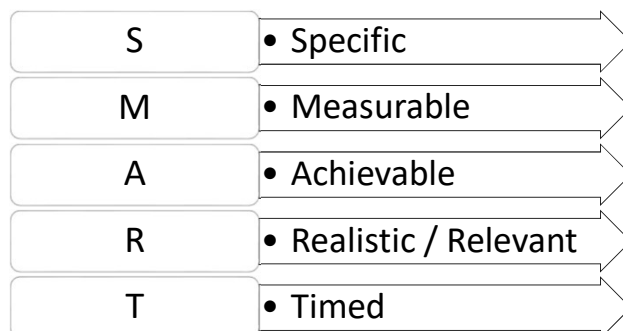 S • Specific
M • Measurable
A • Achievable
R • Realistic / Relevant
T • Timed